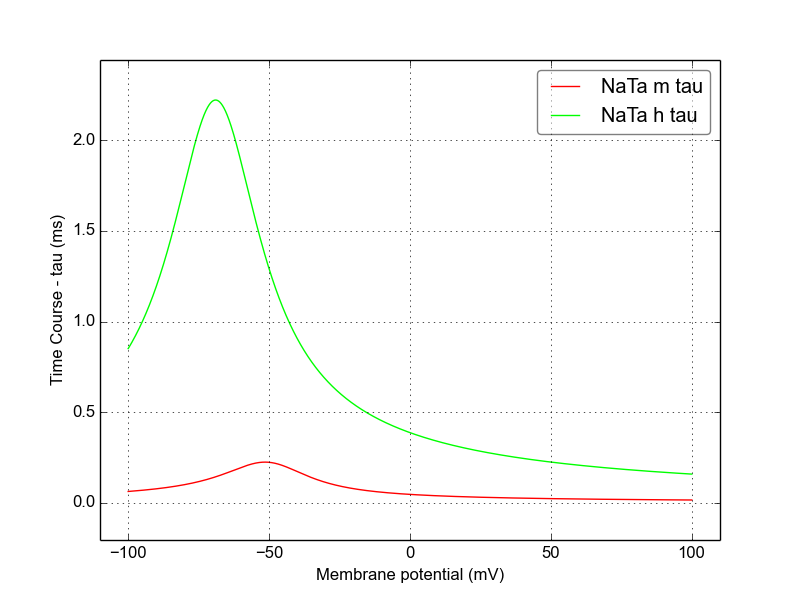 NaTa m tau
NaTa h tau
2.0
1.5
1.0
0.5
0.0
−100
−50
0
50
100
Time Course - tau (ms)
Membrane potential (mV)